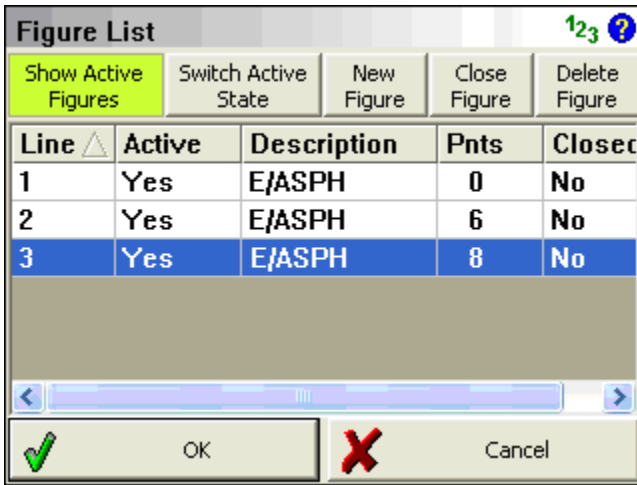 Figure List 123 ?
Show Active Figures Switch Active State New Figure Close Figure Delete Figure
Line Active Description Pnts Closed
1 Yes E/ASPH 0 No
2 Yes E/ASPH 6 No
3 Yes E/ASPH 8 No
OK Cancel